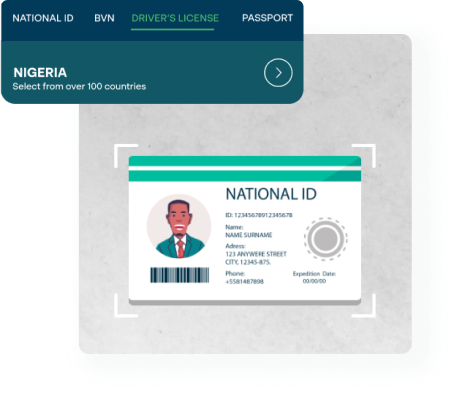 NATIONAL ID BVN DRIVER'S LICENSE PASSPORT
NIGERIA
Select from over 100 countries
NATIONAL ID
ID: 12345678912345678
Name:
NAME SURNAME
Adress:
123 ANYWERE STREET
CITY, 12345-875.
Phone:
+5581487898
Expedition Date:
00/00/00